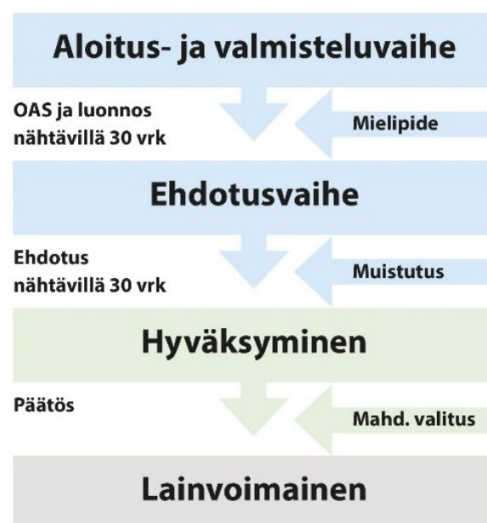 Aloitus- ja valmisteluvaihe
OAS ja luonnos
nähtävillä 30 vrk
Mielipide
Ehdotusvaihe
Ehdotus
nähtävillä 30 vrk
Muistutus
Hyväksyminen
Päätös
Mahd. valitus
Lainvoimainen